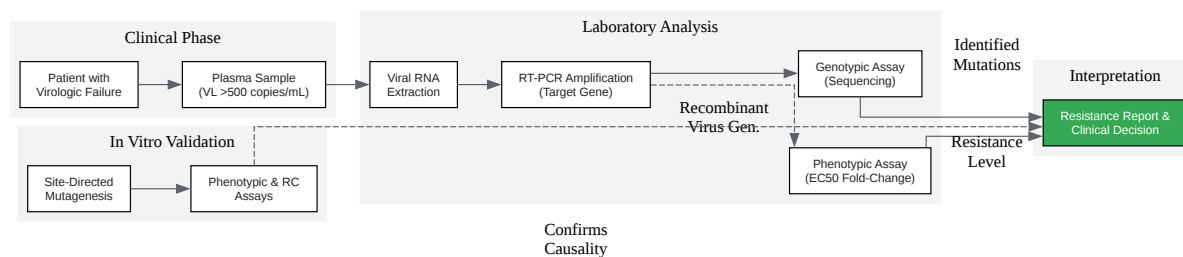 Clinical Phase
Patient with
Virologic Failure
Plasma Sample
(VL >500 copies/mL)
Laboratory Analysis
Viral RNA
Extraction
RT-PCR Amplification
(Target Gene)
Genotypic Assay
(Sequencing)
Recombinant
Virus Gen.
Phenotypic Assay
(EC50 Fold-Change)
Identified
Mutations
Resistance
Level
Interpretation
Resistance Report &
Clinical Decision
In Vitro Validation
Site-Directed
Mutagenesis
Phenotypic & RC
Assays
Confirms
Causality